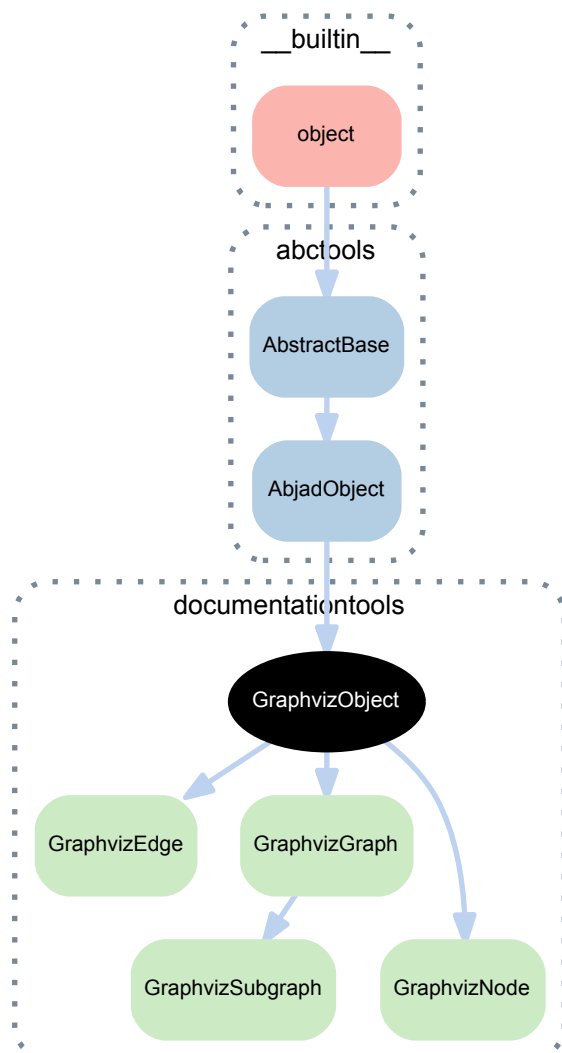 __builtin__
object
abctools
AbstractBase
AbjadObject
documentationtools
GraphvizObject
GraphvizEdge
GraphvizGraph
GraphvizSubgraph
GraphvizNode